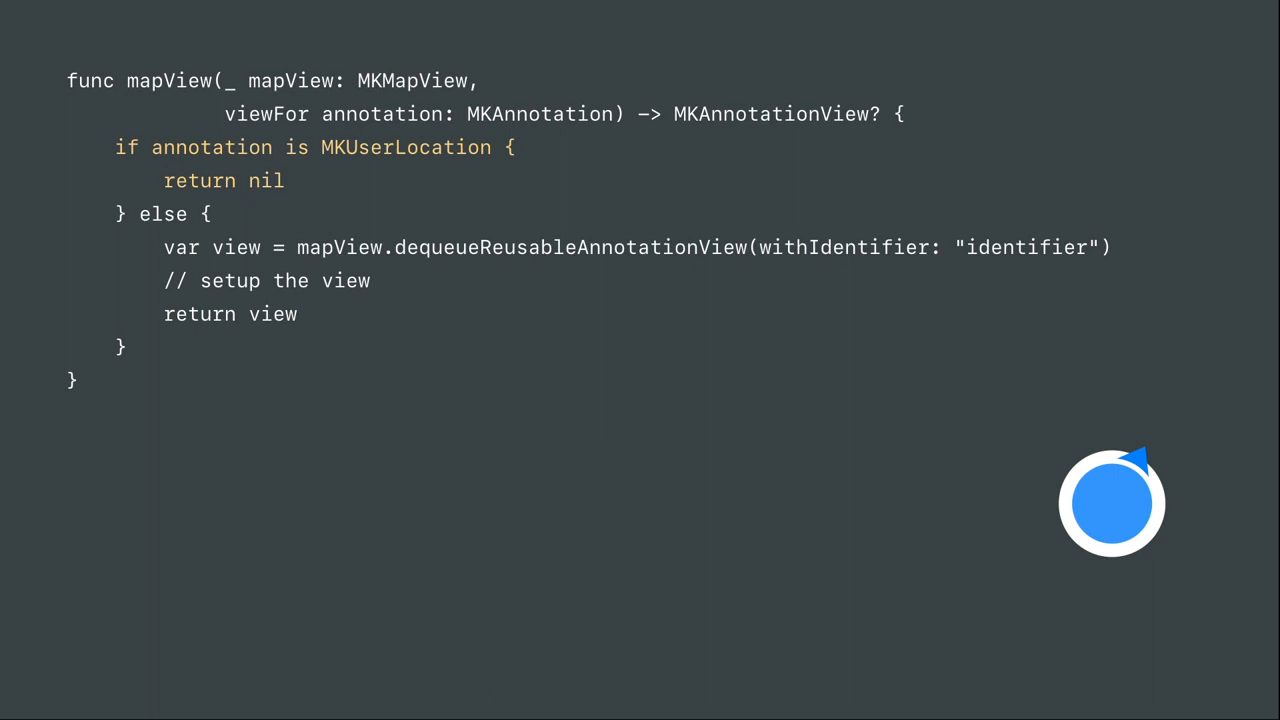 func mapView(_ mapView: MKMapView,
             viewFor annotation: MKAnnotation) -> MKAnnotationView? {
    if annotation is MKUserLocation {
        return nil
    } else {
        var view = mapView.dequeueReusableAnnotationView(withIdentifier: "identifier")
        // setup the view
        return view
    }
}